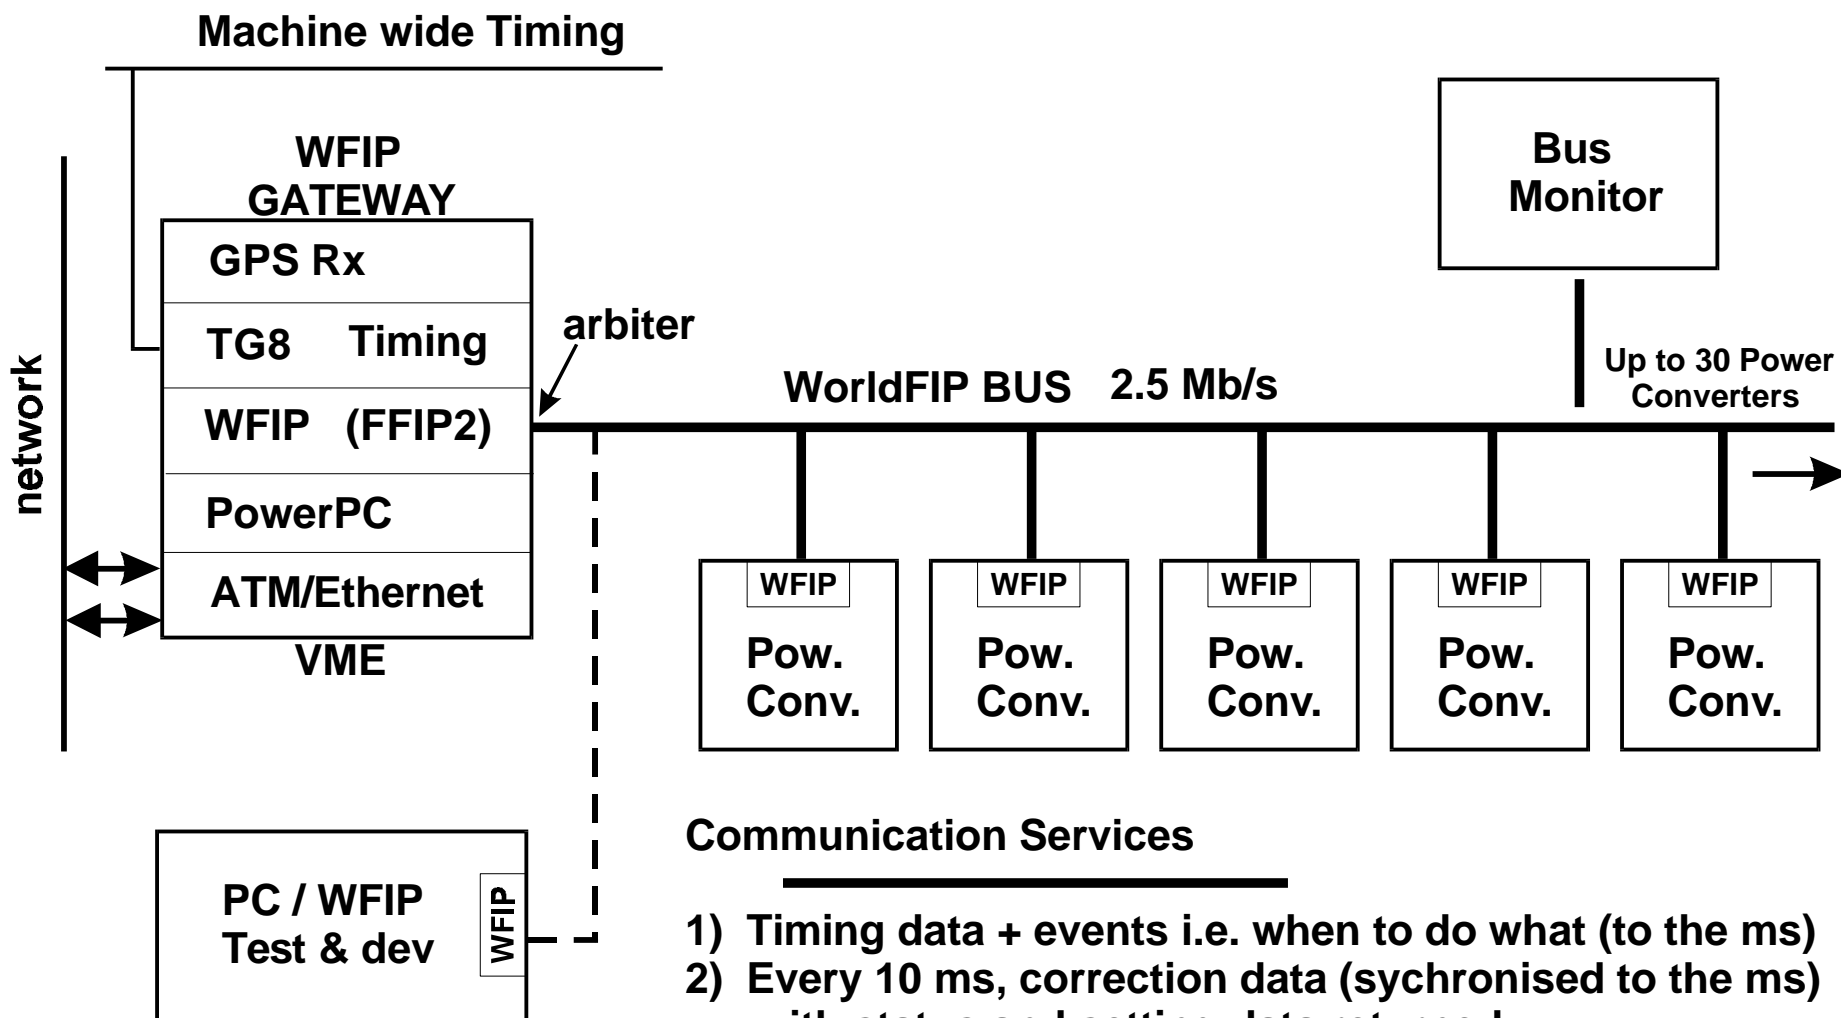 Machine wide Timing
WFIP
GATEWAY
GPS Rx
TG8 Timing
WFIP (FFIP2)
PowerPC
ATM/Ethernet
VME
network
arbiter
WorldFIP BUS 2.5 Mb/s
Bus
Monitor
Up to 30 Power
Converters
WFIP
Pow.
Conv.
WFIP
Pow.
Conv.
WFIP
Pow.
Conv.
WFIP
Pow.
Conv.
WFIP
Pow.
Conv.
PC / WFIP
Test & dev
WFIP
Communication Services
1) Timing data + events i.e. when to do what (to the ms)
2) Every 10 ms, correction data (sychronised to the ms)